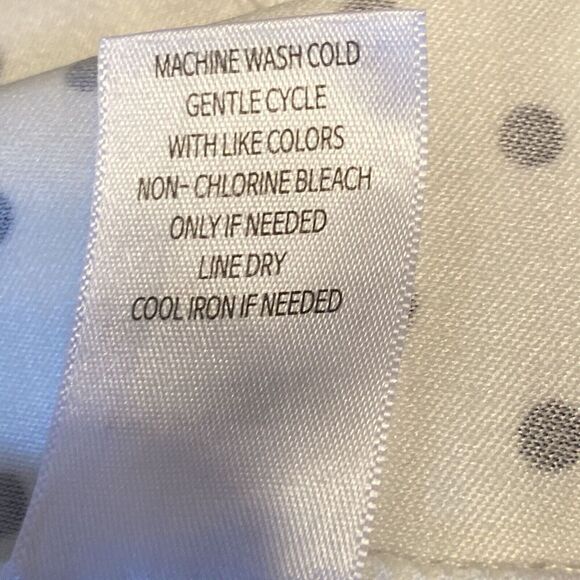 MACHINE WASH COLD
GENTLE CYCLE
WITH LIKE COLORS
NON- CHLORINE BLEACH
ONLY IF NEEDED
LINE DRY
COOL IRON IF NEEDED